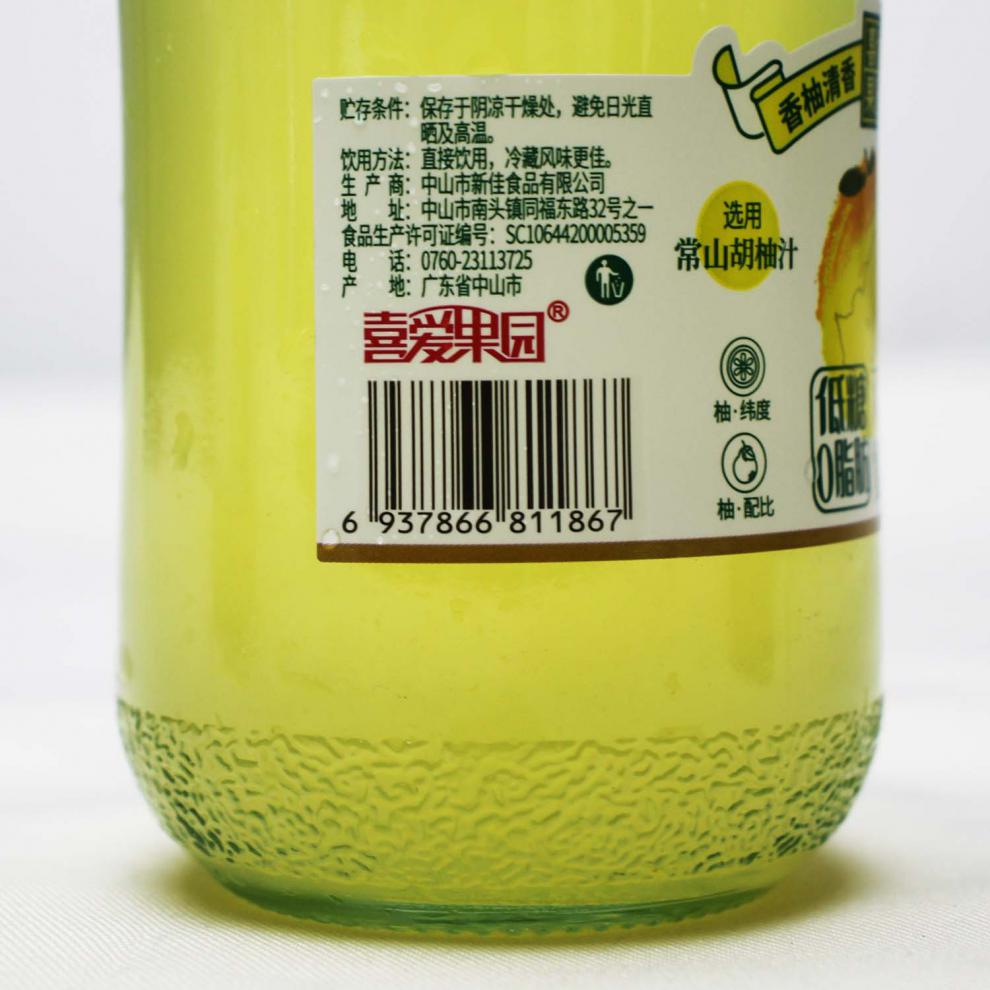 贮存条件：保存于阴凉干燥处，避免日光直
晒及高温。
饮用方法：直接饮用，冷藏风味更佳。
生产商：中山市新佳食品有限公司
地址：中山市南头镇同福东路32号之一
食品生产许可证编号：SC10644200005359
电话：0760-23113725
产地：广东省中山市
喜爱果园®
6 937866 811867
香柚清香
选用
常山胡柚汁
柚·纬度
柚·配比
低糖
0脂肪